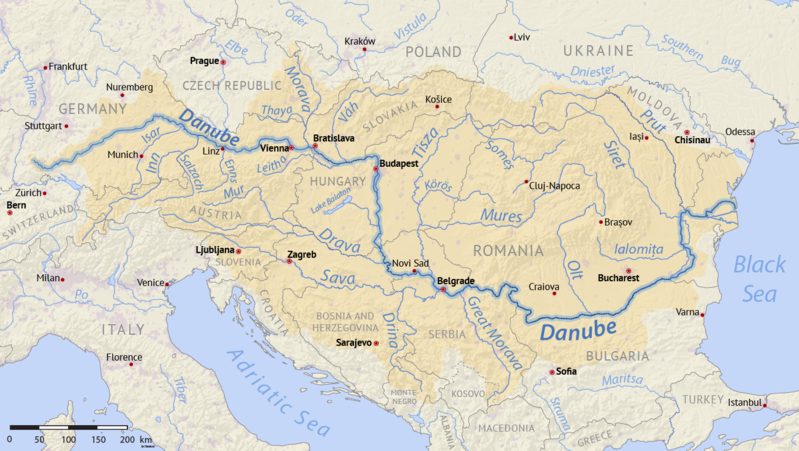 Oder
Vistula
Kraków
Lviv
UKRAINE
POLAND
Southern
Bug
Dniester
Elbe
Prague
Frankfurt
Rhine
CZECH REPUBLIC
Morava
Nuremberg
GERMANY
Thaya
Váh
SLOVAKIA
Košice
MOLDOVA
Prut
Stuttgart
Danube
Isar
Inn
Munich
Linz
Vienna
Bratislava
Tisza
Someș
Siret
Iași
Chisinau
Odessa
Salzach
Enns
Leitha
Mur
Budapest
HUNGARY
Lake Balaton
Körös
Cluj-Napoca
Zürich
Bern
SWITZERLAND
AUSTRIA
Mures
Brașov
Drava
ROMANIA
Ialomița
Ljubljana
SLOVENIA
Zagreb
Sava
Novi Sad
Belgrade
Olt
Bucharest
Craiova
Black
Sea
Milan
Venice
Po
CROATIA
BOSNIA AND
HERZEGOVINA
Drina
SERBIA
Great Morava
Danube
Varna
ITALY
Sarajevo
Florence
Adriatic Sea
Tiber
BULGARIA
Sofia
Maritsa
Struma
MONTE-
NEGRO
KOSOVO
ALBANIA
MACEDONIA
GREECE
TURKEY
Istanbul
0 50 100 150 200 km